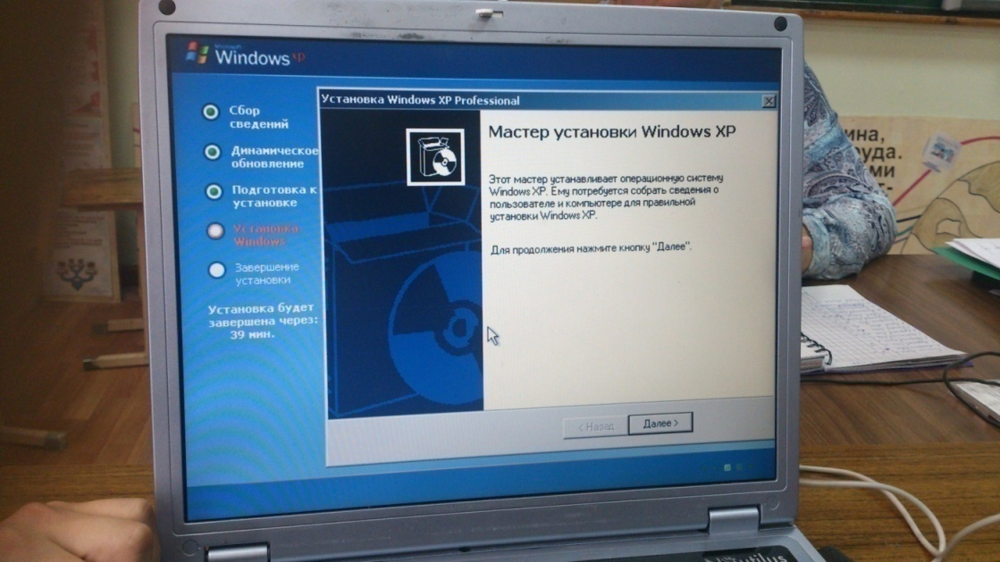 Microsoft
Windows xp
Сбор
сведений
Динамическое
обновление
Подготовка к
установке
Установка
Windows
Завершение
установки
Установка будет
завершена через:
39 мин.
Установка Windows XP Professional
Мастер установки Windows XP
Этот мастер устанавливает операционную систему
Windows XP. Ему потребуется собрать сведения о
пользователе и компьютере для правильной
установки Windows XP.
Для продолжения нажмите кнопку "Далее".
< Назад
Далее >
ина,
уда.
ми